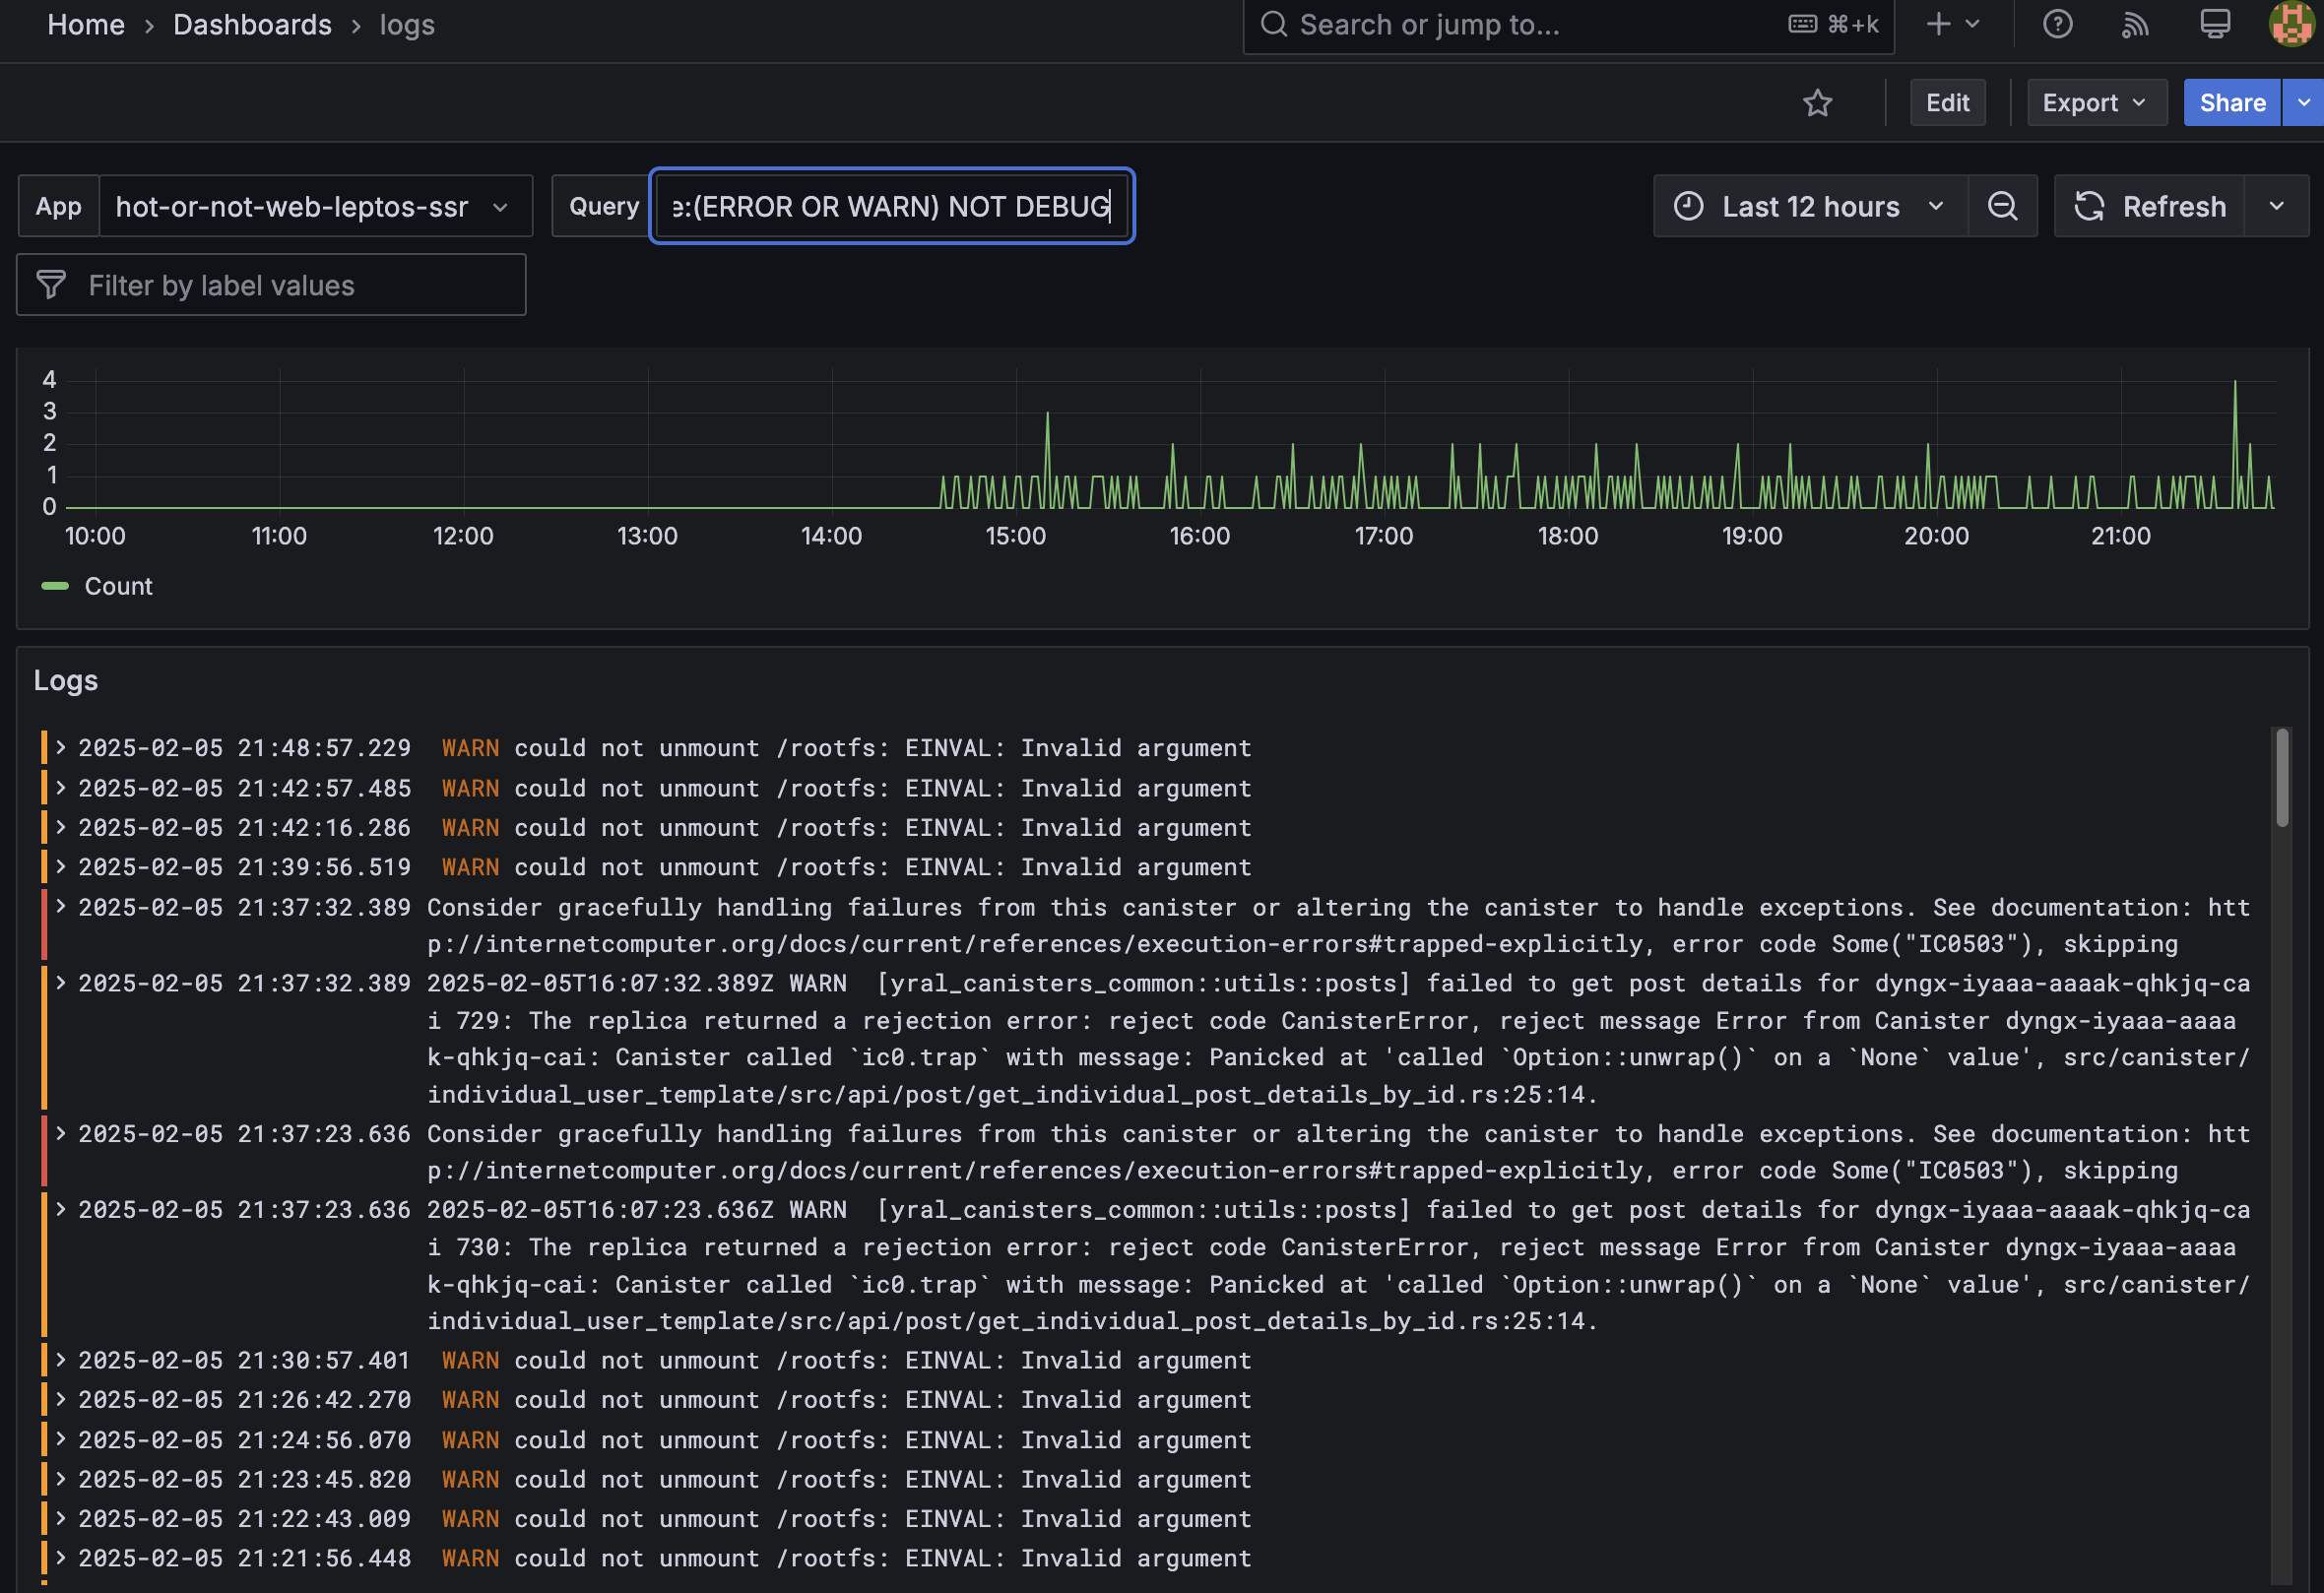 Home › Dashboards › logs
Search or jump to... ⌘+k
Edit Export Share
App hot-or-not-web-leptos-ssr Query e:(ERROR OR WARN) NOT DEBUG Last 12 hours Refresh
Filter by label values
4
3
2
1
0
10:00 11:00 12:00 13:00 14:00 15:00 16:00 17:00 18:00 19:00 20:00 21:00
Count
Logs
2025-02-05 21:48:57.229 WARN could not unmount /rootfs: EINVAL: Invalid argument
2025-02-05 21:42:57.485 WARN could not unmount /rootfs: EINVAL: Invalid argument
2025-02-05 21:42:16.286 WARN could not unmount /rootfs: EINVAL: Invalid argument
2025-02-05 21:39:56.519 WARN could not unmount /rootfs: EINVAL: Invalid argument
2025-02-05 21:37:32.389 Consider gracefully handling failures from this canister or altering the canister to handle exceptions. See documentation: htt
p://internetcomputer.org/docs/current/references/execution-errors#trapped-explicitly, error code Some("IC0503"), skipping
2025-02-05 21:37:32.389 2025-02-05T16:07:32.389Z WARN [yral_canisters_common::utils::posts] failed to get post details for dyngx-iyaaa-aaaak-qhkjq-ca
i 729: The replica returned a rejection error: reject code CanisterError, reject message Error from Canister dyngx-iyaaa-aaaa
k-qhkjq-cai: Canister called `ic0.trap` with message: Panicked at 'called `Option::unwrap()` on a `None` value', src/canister/
individual_user_template/src/api/post/get_individual_post_details_by_id.rs:25:14.
2025-02-05 21:37:23.636 Consider gracefully handling failures from this canister or altering the canister to handle exceptions. See documentation: htt
p://internetcomputer.org/docs/current/references/execution-errors#trapped-explicitly, error code Some("IC0503"), skipping
2025-02-05 21:37:23.636 2025-02-05T16:07:23.636Z WARN [yral_canisters_common::utils::posts] failed to get post details for dyngx-iyaaa-aaaak-qhkjq-ca
i 730: The replica returned a rejection error: reject code CanisterError, reject message Error from Canister dyngx-iyaaa-aaaa
k-qhkjq-cai: Canister called `ic0.trap` with message: Panicked at 'called `Option::unwrap()` on a `None` value', src/canister/
individual_user_template/src/api/post/get_individual_post_details_by_id.rs:25:14.
2025-02-05 21:30:57.401 WARN could not unmount /rootfs: EINVAL: Invalid argument
2025-02-05 21:26:42.270 WARN could not unmount /rootfs: EINVAL: Invalid argument
2025-02-05 21:24:56.070 WARN could not unmount /rootfs: EINVAL: Invalid argument
2025-02-05 21:23:45.820 WARN could not unmount /rootfs: EINVAL: Invalid argument
2025-02-05 21:22:43.009 WARN could not unmount /rootfs: EINVAL: Invalid argument
2025-02-05 21:21:56.448 WARN could not unmount /rootfs: EINVAL: Invalid argument